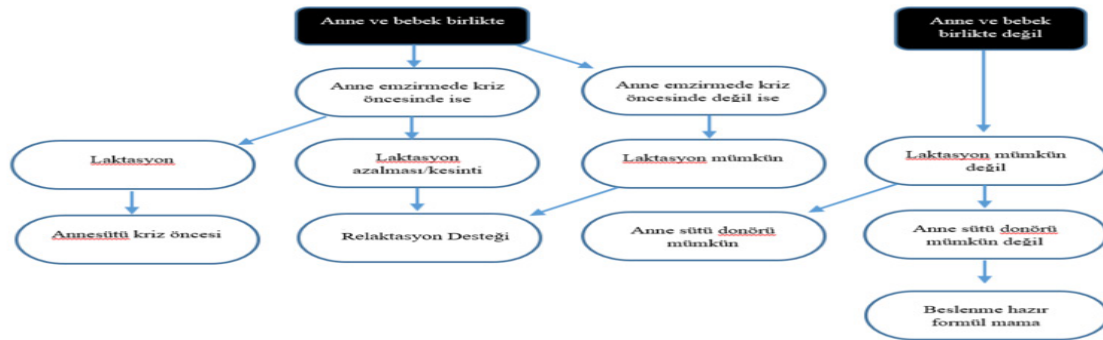 Anne ve bebek birlikte
Anne ve bebek
birlikte değil
Anne emzirmede kriz
öncesinde ise
Anne emzirmede kriz
öncesinde değil ise
Laktasyon
Laktasyon
azalması/kesinti
Laktasyon mümkün
Laktasyon mümkün
değil
Annesütü kriz öncesi
Relaktasyon Desteği
Anne sütü donörü
mümkün
Anne sütü donörü
mümkün değil
Beslenme hazır
formül mama